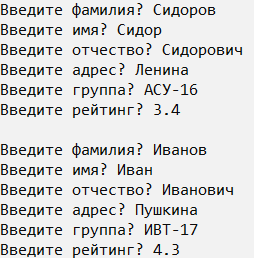 Введите фамилия? Сидоров
Введите имя? Сидор
Введите отчество? Сидорович
Введите адрес? Ленина
Введите группа? АСУ-16
Введите рейтинг? 3.4
Введите фамилия? Иванов
Введите имя? Иван
Введите отчество? Иванович
Введите адрес? Пушкина
Введите группа? ИВТ-17
Введите рейтинг? 4.3